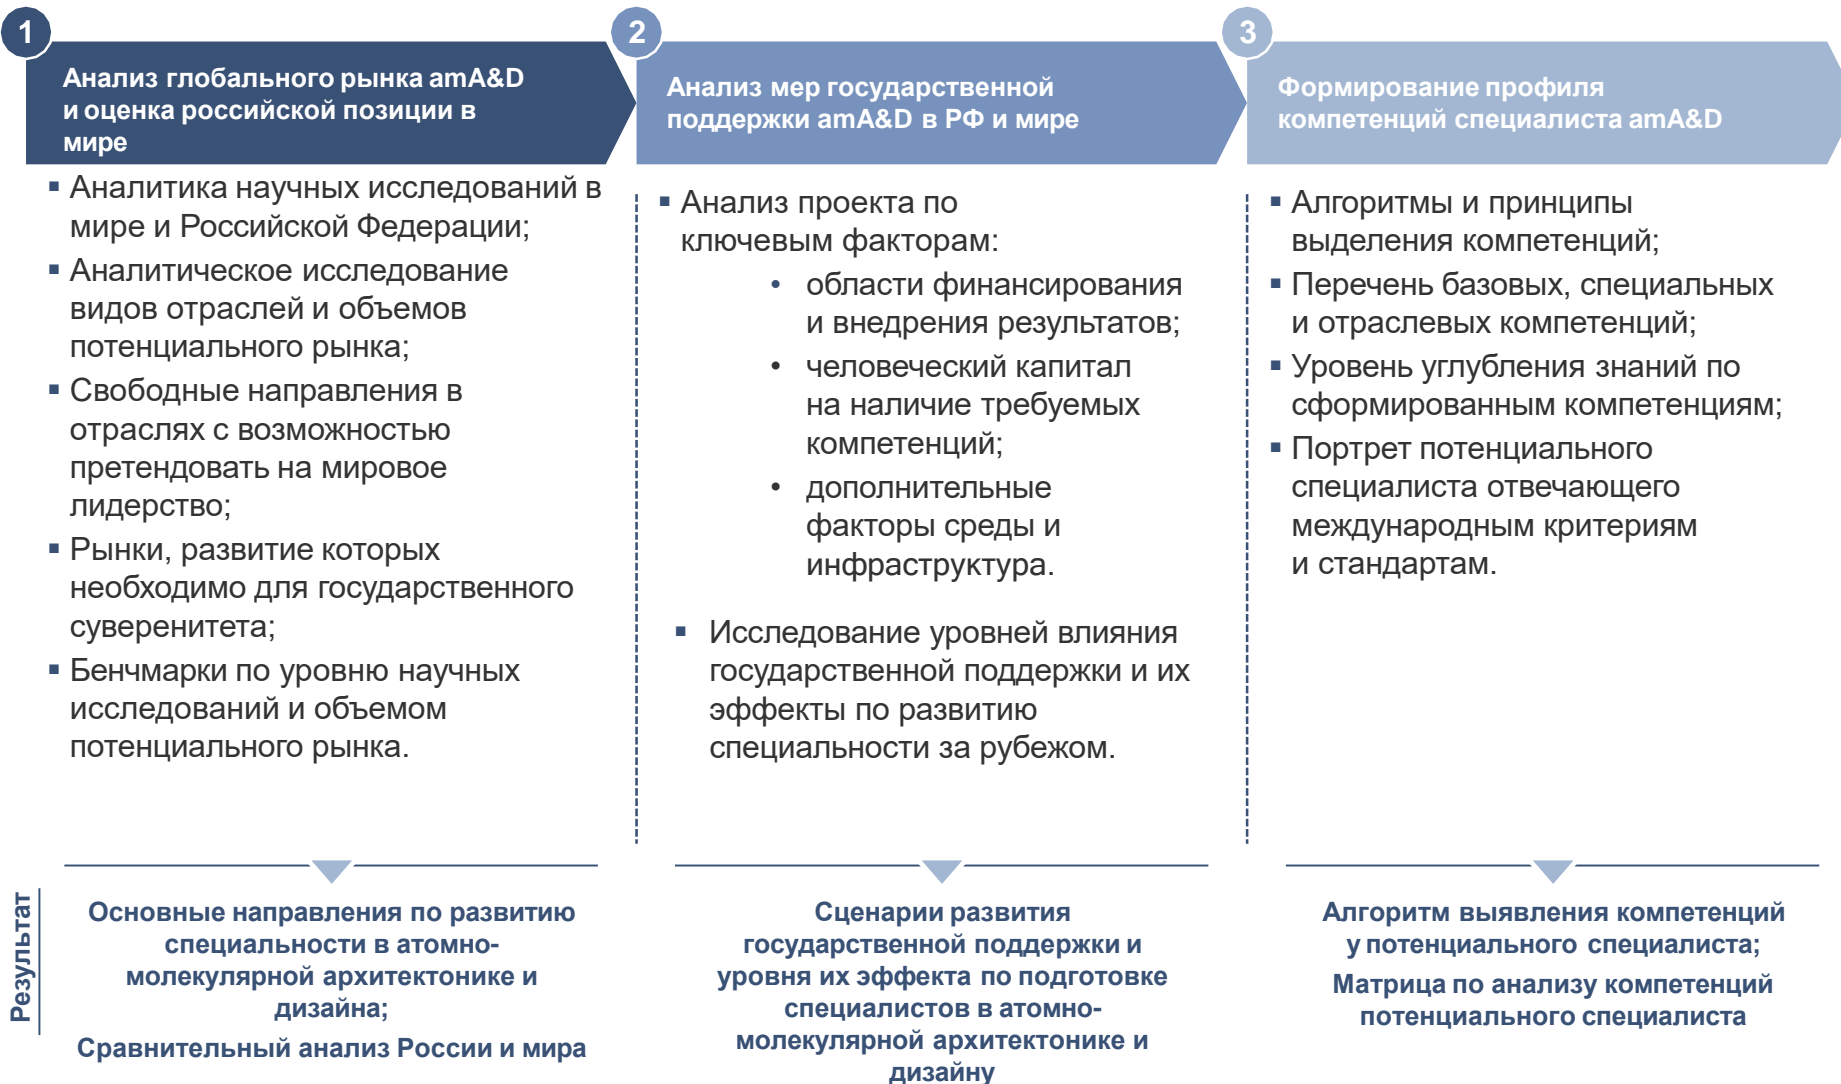 1
Анализ глобального рынка amA&D
и оценка российской позиции в
мире
▪ Аналитика научных исследований в
мире и Российской Федерации;
▪ Аналитическое исследование
видов отраслей и объемов
потенциального рынка;
▪ Свободные направления в
отраслях с возможностью
претендовать на мировое
лидерство;
▪ Рынки, развитие которых
необходимо для государственного
суверенитета;
▪ Бенчмарки по уровню научных
исследований и объемом
потенциального рынка.
2
Анализ мер государственной
поддержки amA&D в РФ и мире
▪ Анализ проекта по
ключевым факторам:
• области финансирования
и внедрения результатов;
• человеческий капитал
на наличие требуемых
компетенций;
• дополнительные
факторы среды и
инфраструктура.
▪ Исследование уровней влияния
государственной поддержки и их
эффекты по развитию
специальности за рубежом.
3
Формирование профиля
компетенций специалиста amA&D
▪ Алгоритмы и принципы
выделения компетенций;
▪ Перечень базовых, специальных
и отраслевых компетенций;
▪ Уровень углубления знаний по
сформированным компетенциям;
▪ Портрет потенциального
специалиста отвечающего
международным критериям
и стандартам.
Результат
Основные направления по развитию
специальности в атомно-
молекулярной архитектонике и
дизайна;
Сравнительный анализ России и мира
Сценарии развития
государственной поддержки и
уровня их эффекта по подготовке
специалистов в атомно-
молекулярной архитектонике и
дизайну
Алгоритм выявления компетенций
у потенциального специалиста;
Матрица по анализу компетенций
потенциального специалиста